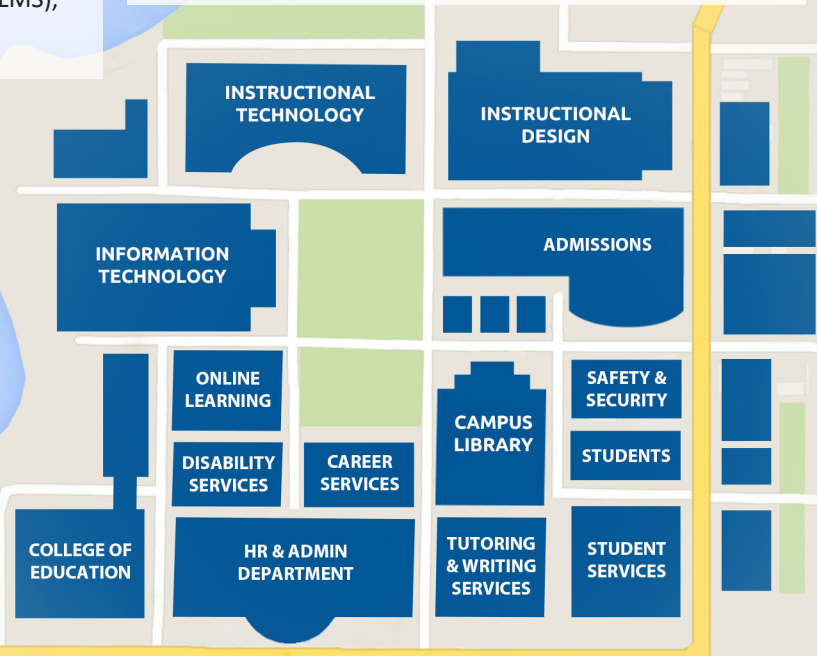 LMS),
INSTRUCTIONAL
TECHNOLOGY
INSTRUCTIONAL
DESIGN
INFORMATION
TECHNOLOGY
ADMISSIONS
ONLINE
LEARNING
SAFETY &
SECURITY
CAMPUS
LIBRARY
DISABILITY
SERVICES
CAREER
SERVICES
STUDENTS
COLLEGE OF
EDUCATION
HR & ADMIN
DEPARTMENT
TUTORING
& WRITING
SERVICES
STUDENT
SERVICES